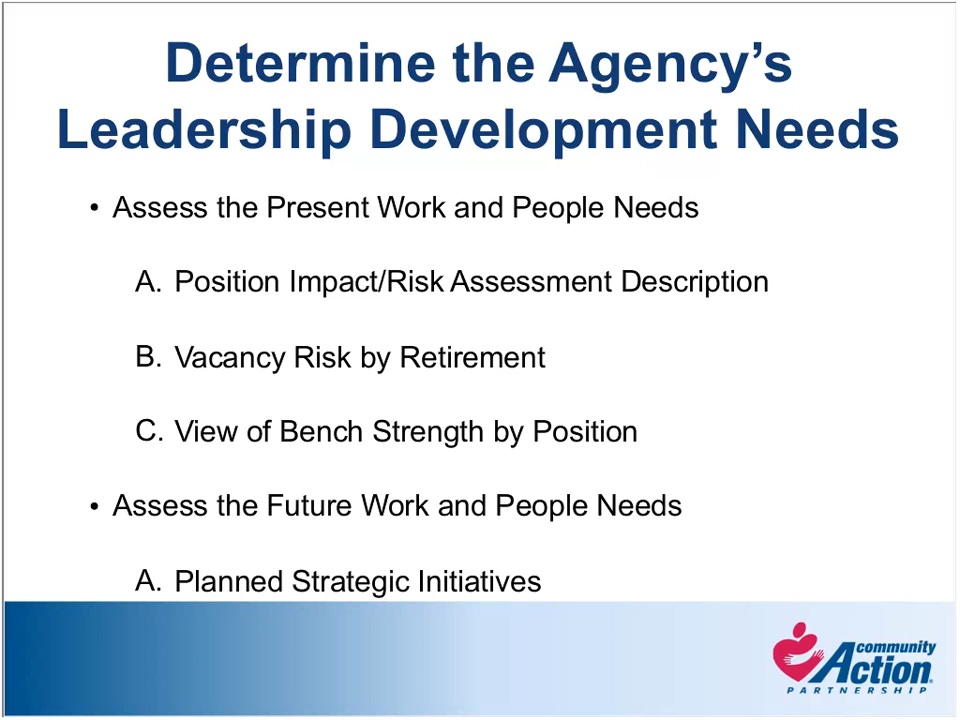 Determine the Agency’s
Leadership Development Needs
• Assess the Present Work and People Needs
A. Position Impact/Risk Assessment Description
B. Vacancy Risk by Retirement
C. View of Bench Strength by Position
• Assess the Future Work and People Needs
A. Planned Strategic Initiatives
community
Action®
PARTNERSHIP